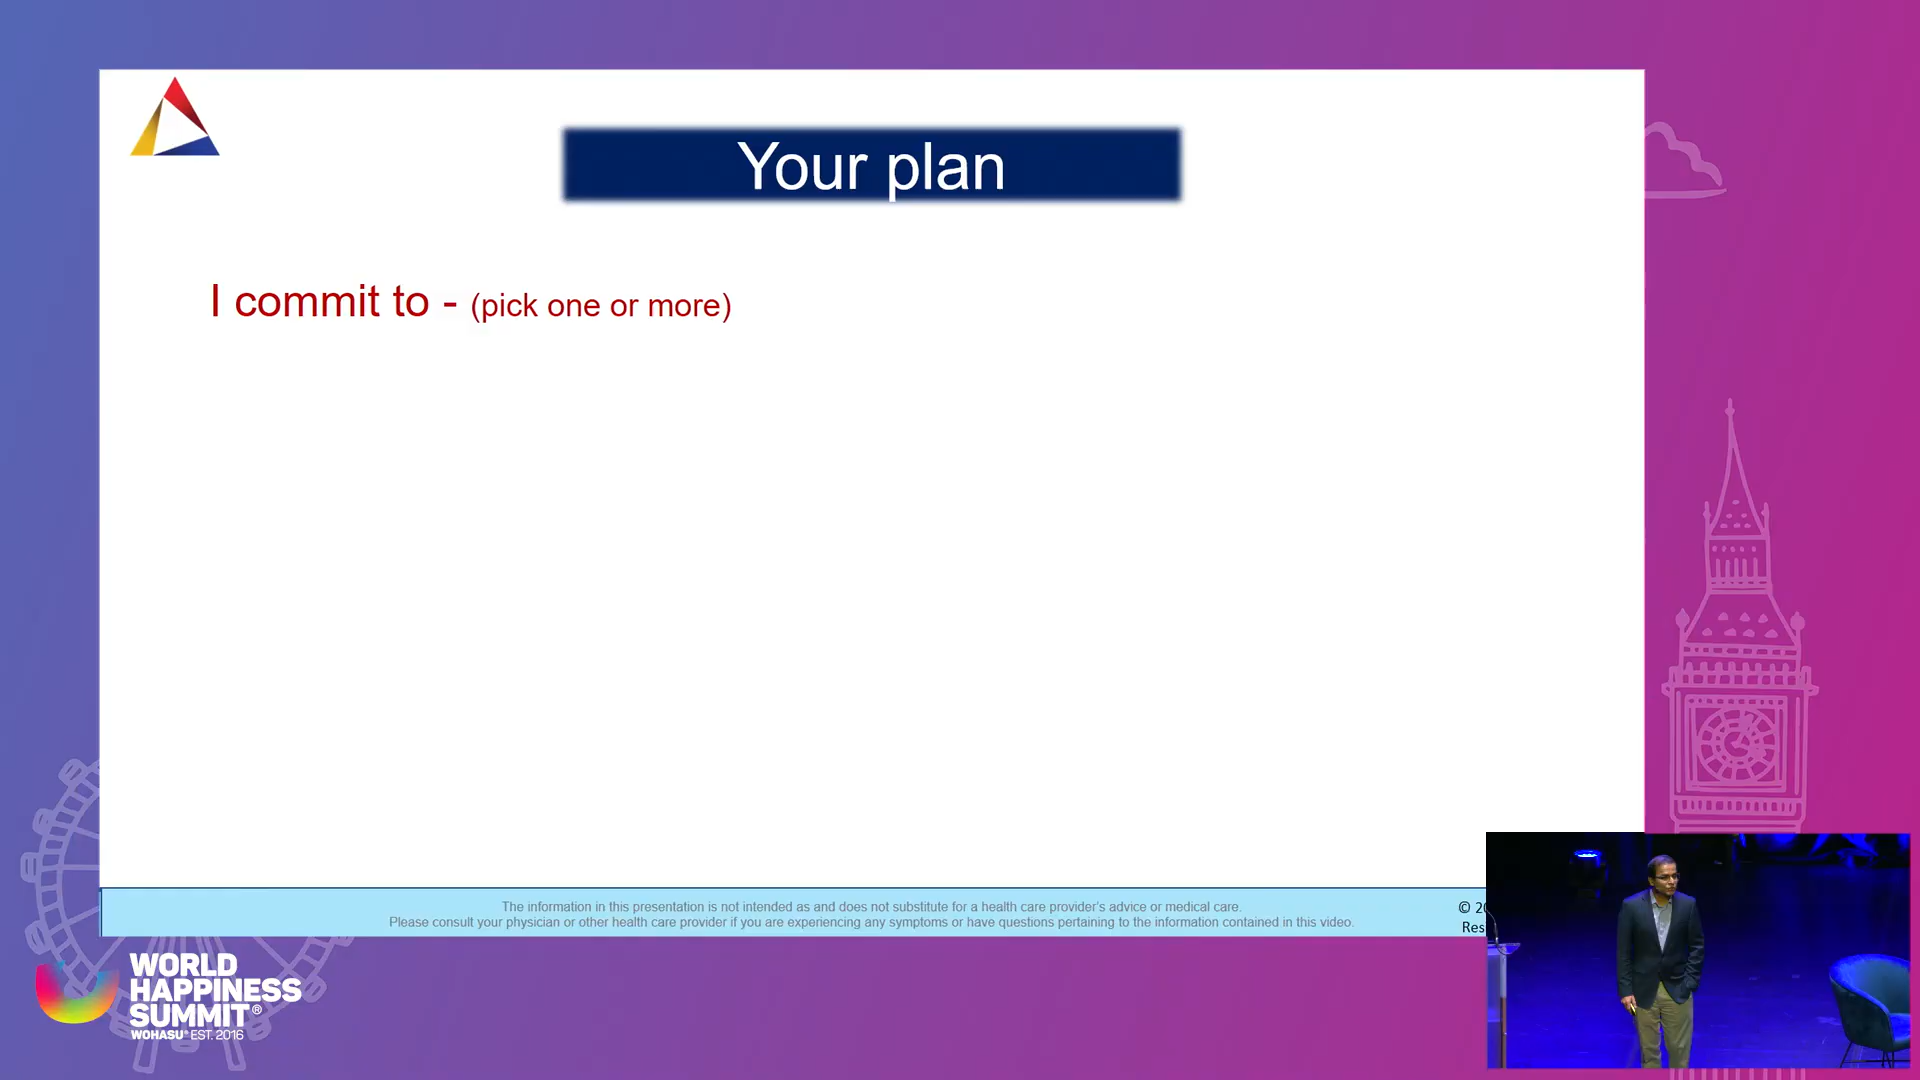 Your plan
I commit to - (pick one or more)
The information in this presentation is not intended as and does not substitute for a health care provider's advice or medical care.
Please consult your physician or other health care provider if you are experiencing any symptoms or have questions pertaining to the information contained in this video.
©
WORLD
HAPPINESS
SUMMIT®
WOHASU® EST. 2016